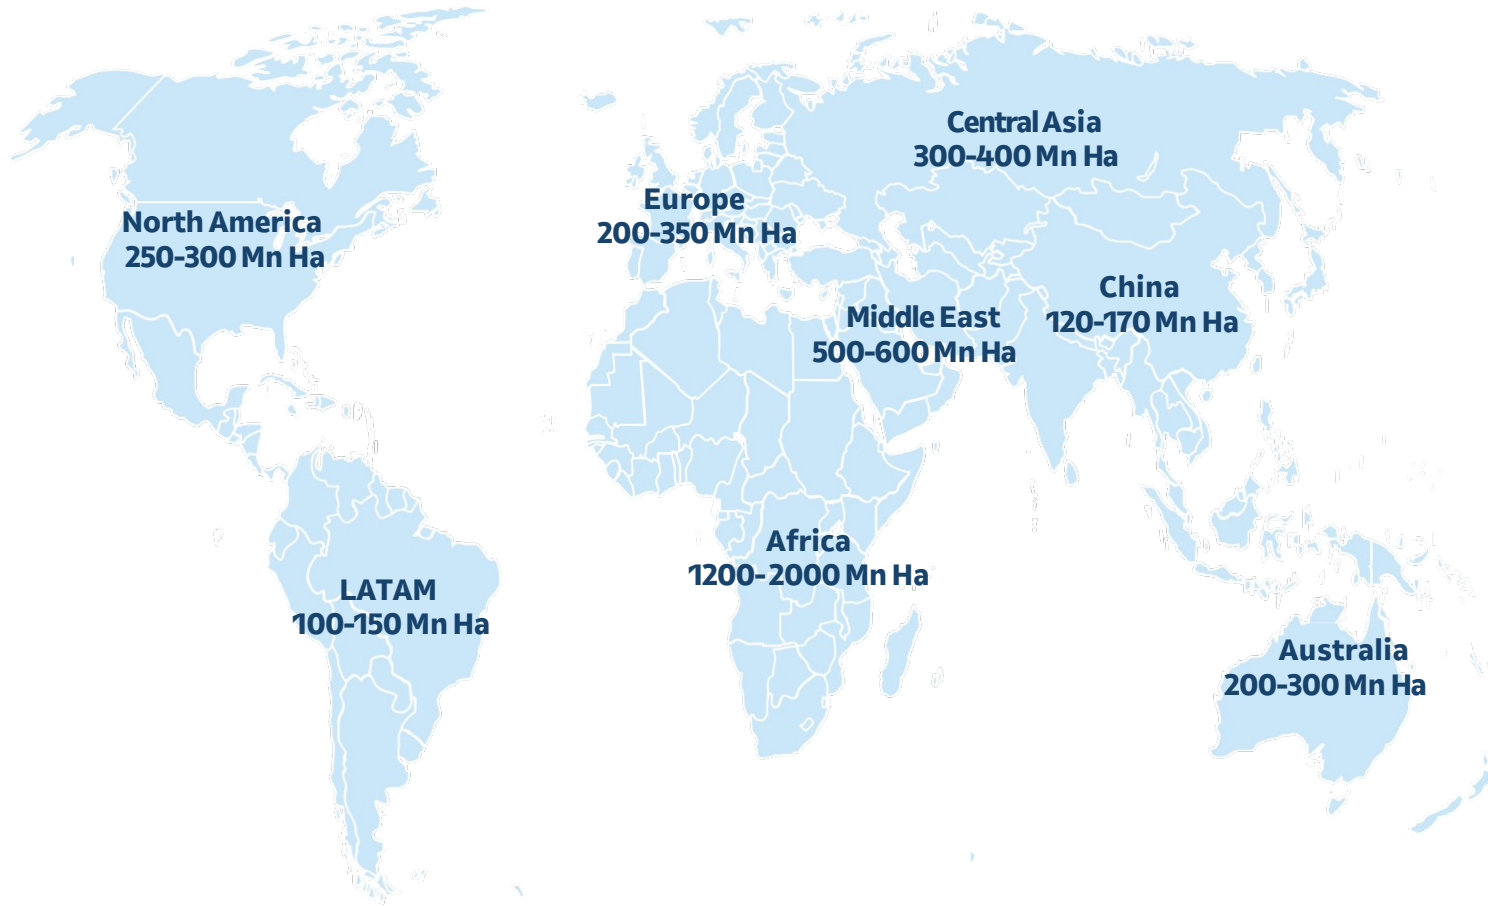 Central Asia
300-400 Mn Ha
Europe
200-350 Mn Ha
North America
250-300 Mn Ha
China
120-170 Mn Ha
Middle East
500-600 Mn Ha
Africa
1200-2000 Mn Ha
LATAM
100-150 Mn Ha
Australia
200-300 Mn Ha